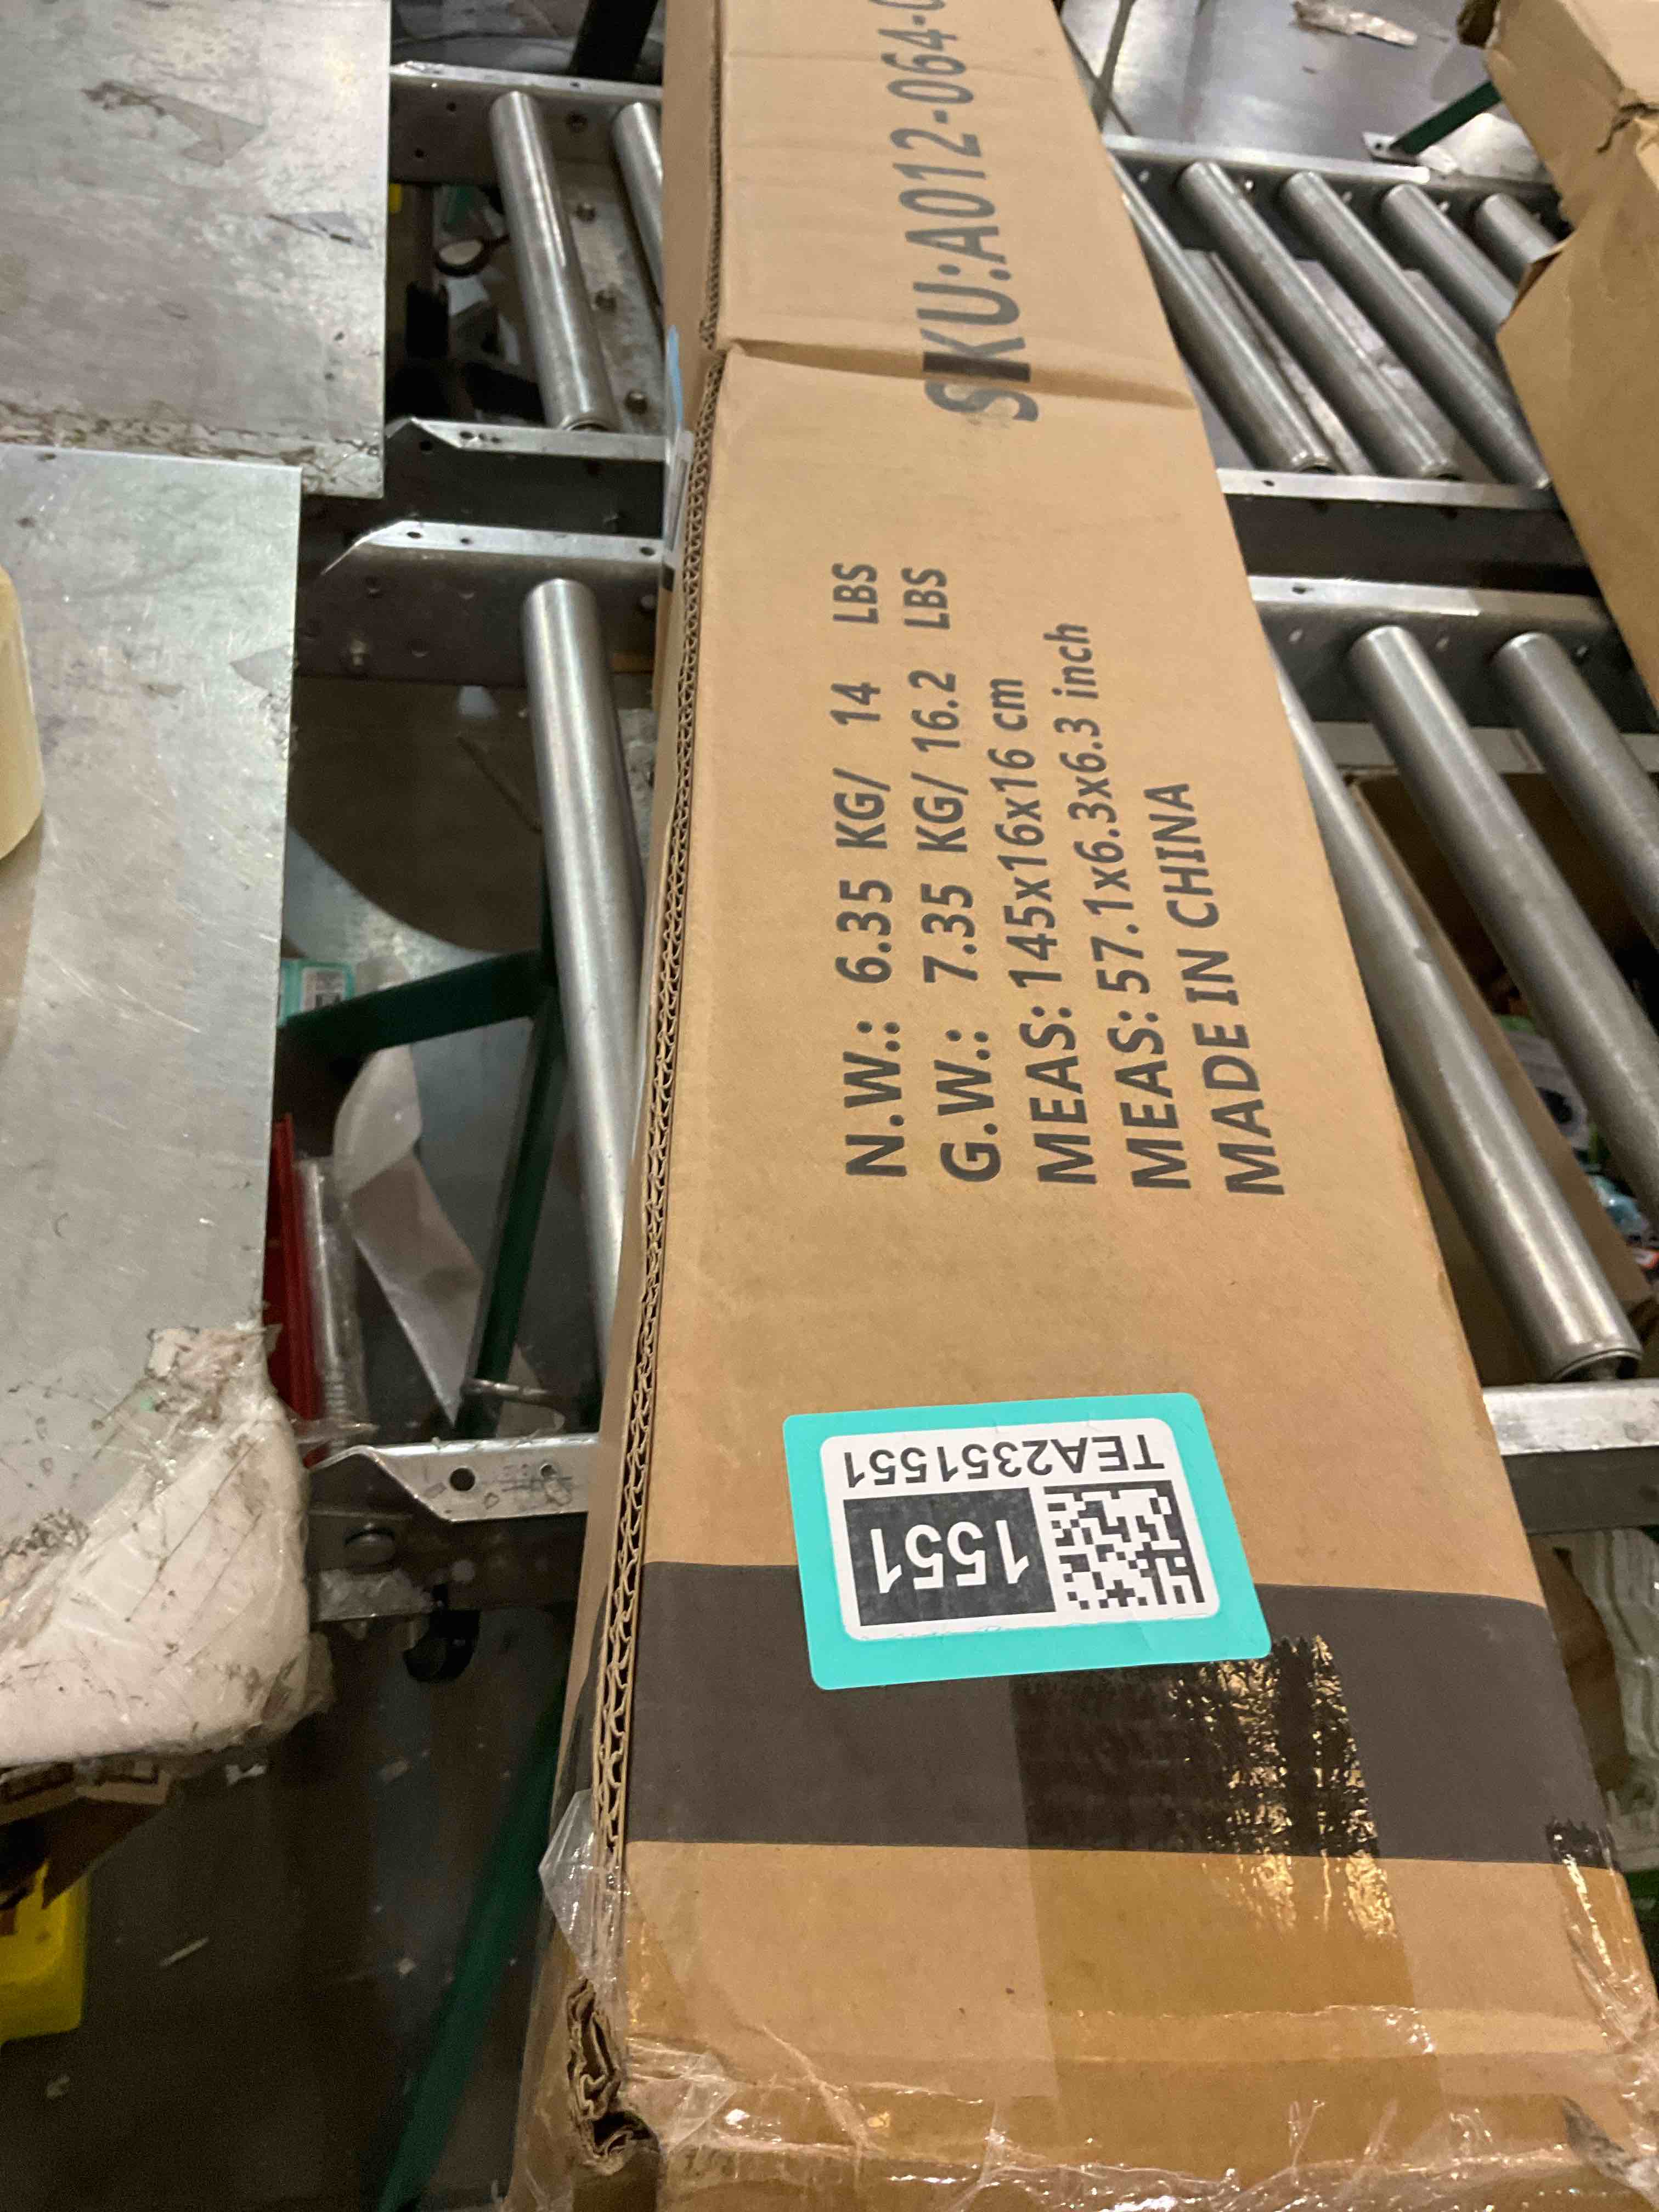 SKU:A012-064-0
N.W.: 6.35 KG/ 14 LBS
G.W.: 7.35 KG/ 16.2 LBS
MEAS: 145x16x16 cm
MEAS: 57.1x6.3x6.3 inch
MADE IN CHINA
1551
TEA2351551